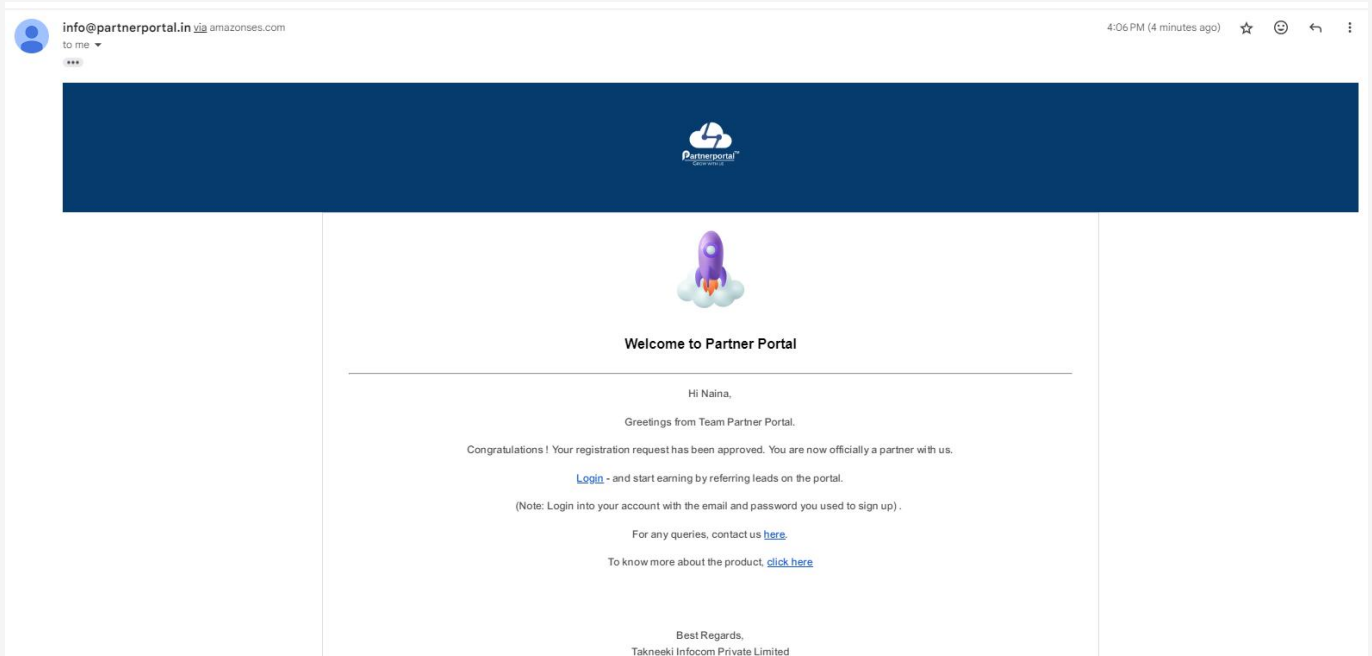 info@partnerportal.in via amazonses.com
4:06 PM (4 minutes ago)
to me
Partnerportal™
GROW WITH US
Welcome to Partner Portal
Hi Naina,
Greetings from Team Partner Portal.
Congratulations ! Your registration request has been approved. You are now officially a partner with us.
Login - and start earning by referring leads on the portal.
(Note: Login into your account with the email and password you used to sign up) .
For any queries, contact us here.
To know more about the product, click here
Best Regards,
Takneeki Infocom Private Limited